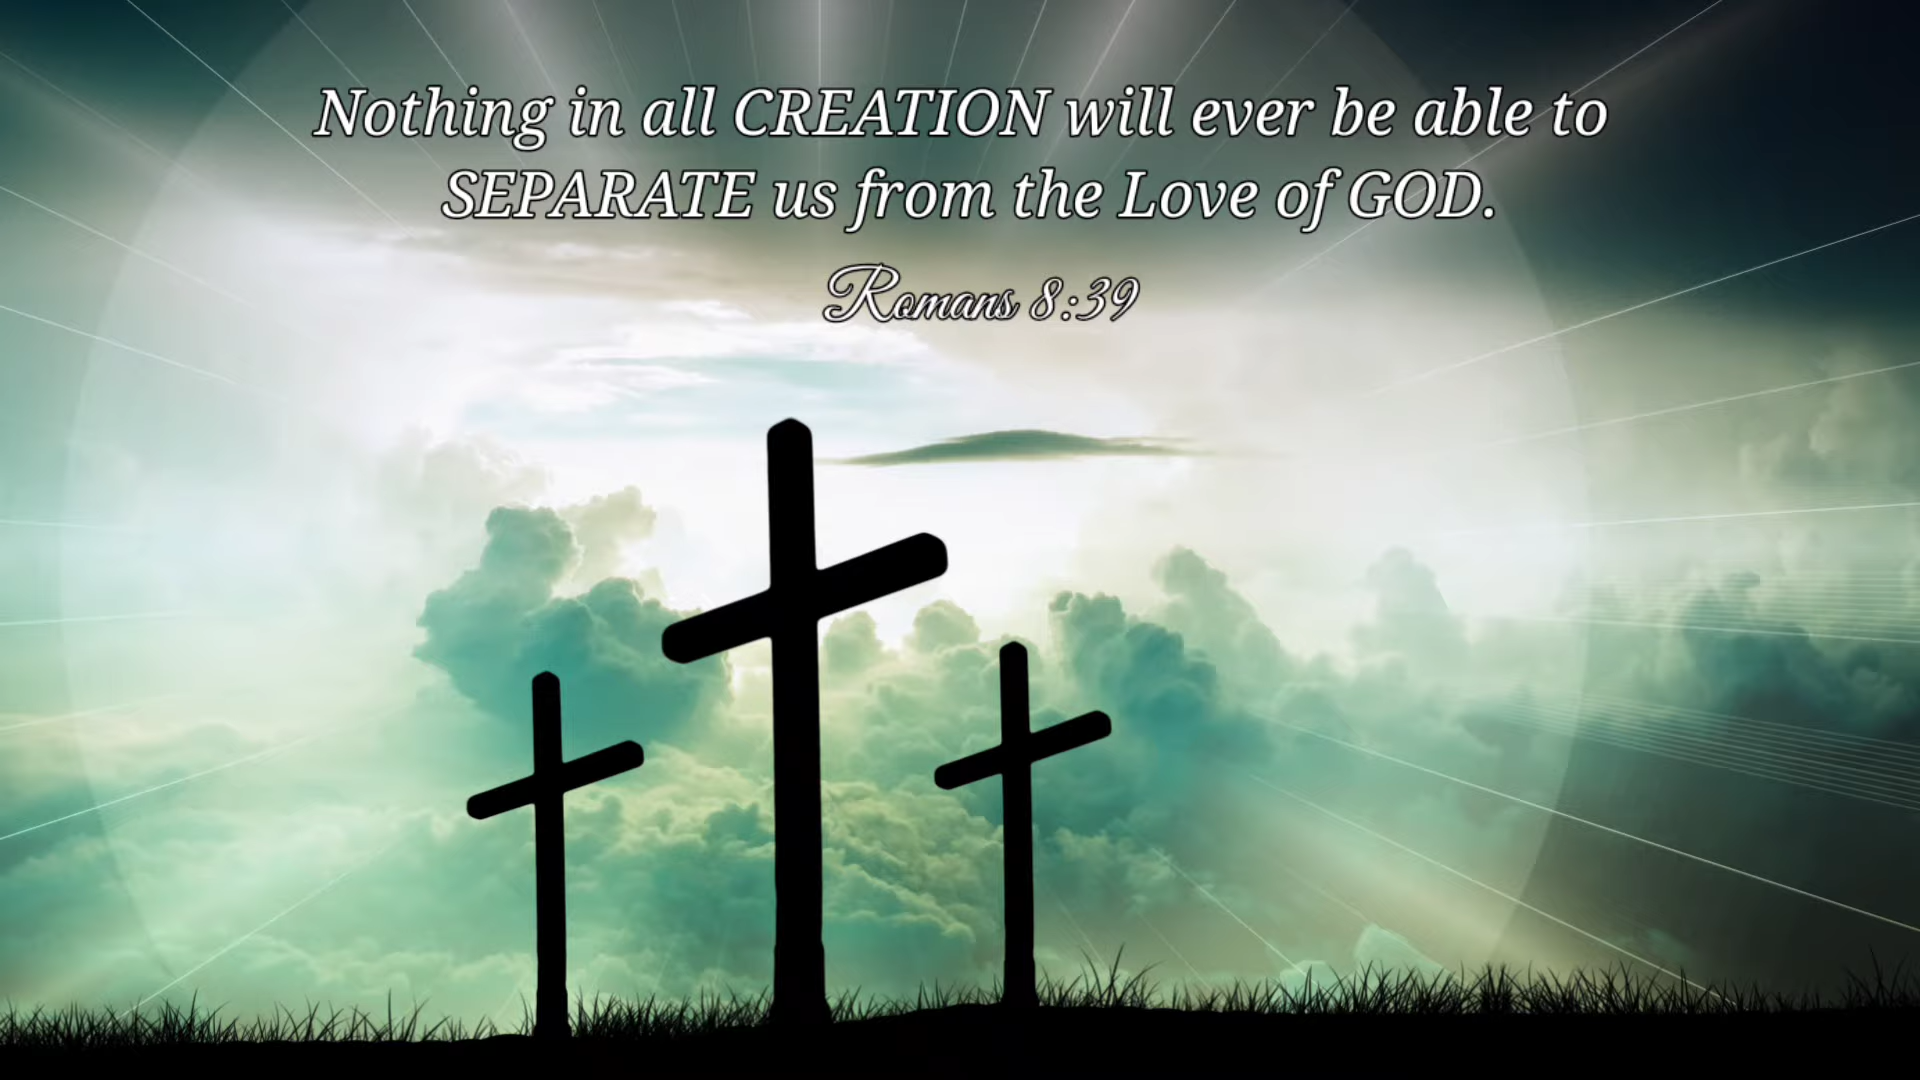 Nothing in all CREATION will ever be able to
SEPARATE us from the Love of GOD.
Romans 8:39